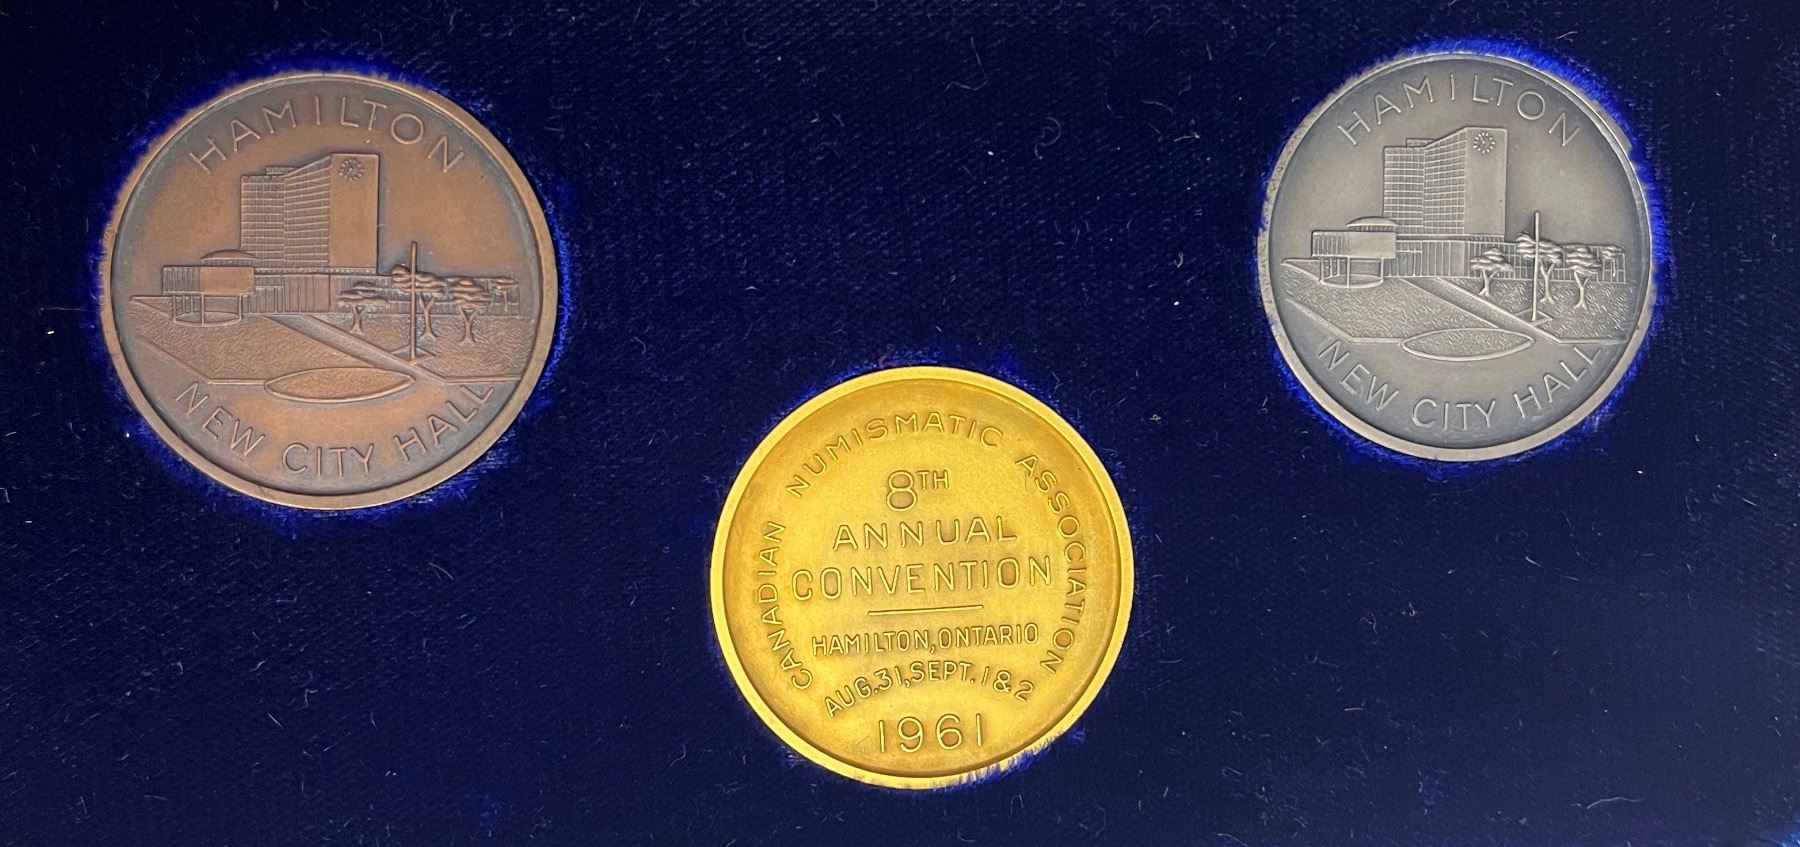 HAMILTON
NEW CITY HALL
HAMILTON
NEW CITY HALL
CANADIAN NUMISMATIC ASSOCIATION
8TH
ANNUAL
CONVENTION
HAMILTON, ONTARIO
AUG. 31, SEPT. 1 & 2
1961